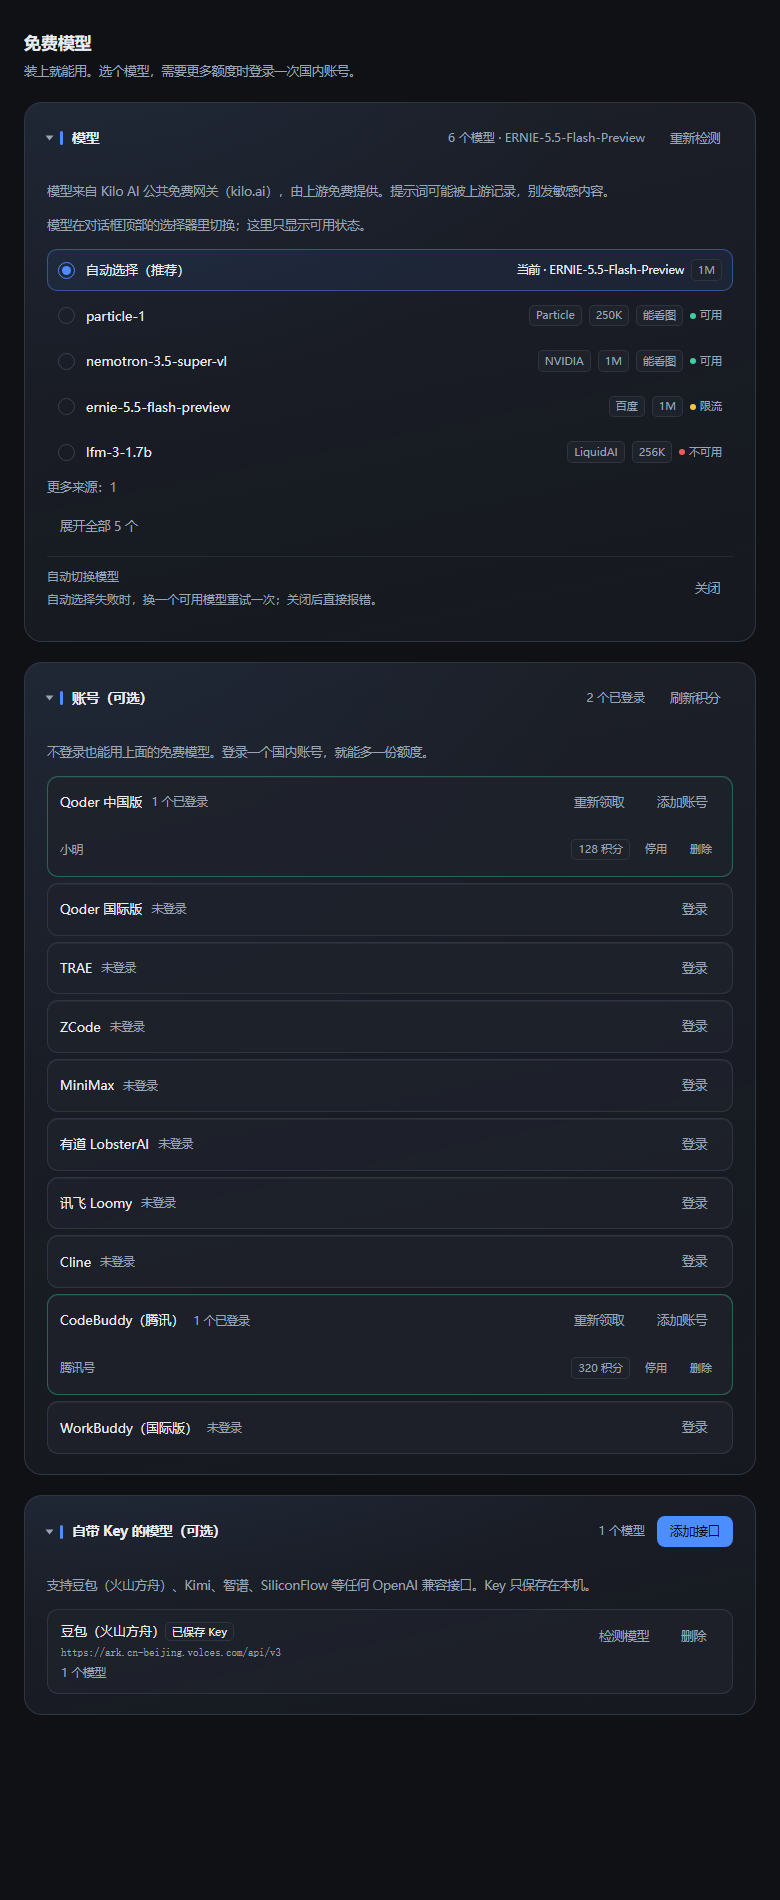 免费模型
装上就能用。选个模型，需要更多额度时登录一次国内账号。
模型
6 个模型 · ERNIE-5.5-Flash-Preview
重新检测
模型来自 Kilo AI 公共免费网关（kilo.ai），由上游免费提供。提示词可能被上游记录，别发敏感内容。
模型在对话框顶部的选择器里切换；这里只显示可用状态。
自动选择（推荐）
当前 · ERNIE-5.5-Flash-Preview 1M
particle-1
Particle 250K 能看图 可用
nemotron-3.5-super-vl
NVIDIA 1M 能看图 可用
ernie-5.5-flash-preview
百度 1M 限流
lfm-3-1.7b
LiquidAI 256K 不可用
更多来源：1
展开全部 5 个
自动切换模型
自动选择失败时，换一个可用模型重试一次；关闭后直接报错。
关闭
账号（可选）
2 个已登录
刷新积分
不登录也能用上面的免费模型。登录一个国内账号，就能多一份额度。
Qoder 中国版 1 个已登录
重新领取 添加账号
小明
128 积分 停用 删除
Qoder 国际版 未登录
登录
TRAE 未登录
登录
ZCode 未登录
登录
MiniMax 未登录
登录
有道 LobsterAI 未登录
登录
讯飞 Loomy 未登录
登录
Cline 未登录
登录
CodeBuddy（腾讯） 1 个已登录
重新领取 添加账号
腾讯号
320 积分 停用 删除
WorkBuddy（国际版） 未登录
登录
自带 Key 的模型（可选）
1 个模型
添加接口
支持豆包（火山方舟）、Kimi、智谱、SiliconFlow 等任何 OpenAI 兼容接口。Key 只保存在本机。
豆包（火山方舟） 已保存 Key
https://ark.cn-beijing.volces.com/api/v3
1 个模型
检测模型 删除